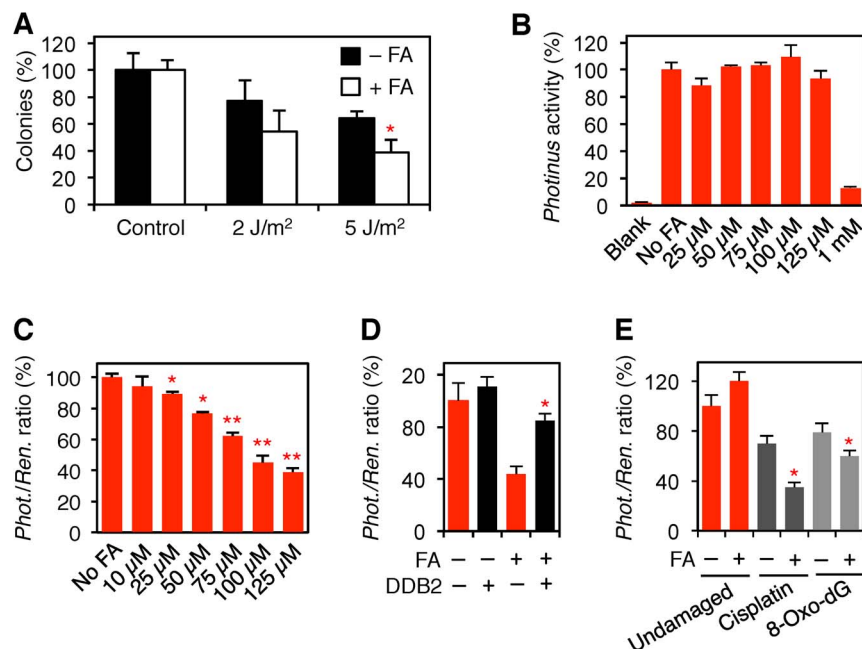 A
Colonies (%)
120
100
80
60
40
20
0
– FA
+ FA
*
Control
2 J/m²
5 J/m²
B
Photinus activity (%)
120
100
80
60
40
20
0
Blank
No FA
25 µM
50 µM
75 µM
100 µM
125 µM
1 mM
C
Phot./Ren. ratio (%)
100
80
60
40
20
0
*
*
**
**
**
No FA
10 µM
25 µM
50 µM
75 µM
100 µM
125 µM
D
Phot./Ren. ratio (%)
20
80
40
0
*
FA – – + +
DDB2 – + – +
E
Phot./Ren. ratio (%)
120
80
40
0
*
*
FA – + – + – +
Undamaged
Cisplatin
8-Oxo-dG